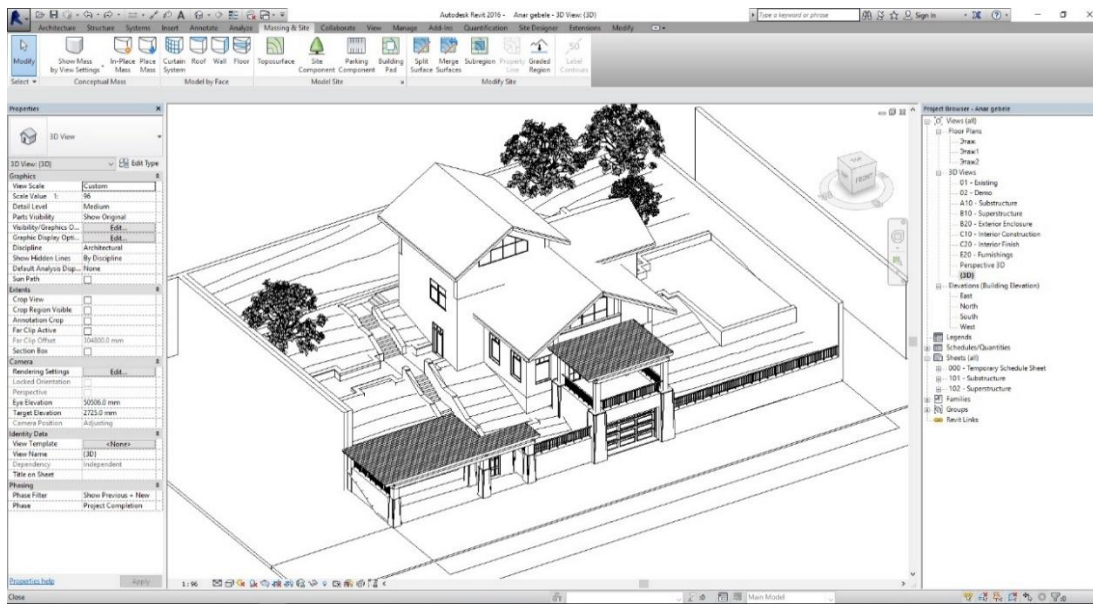 Autodesk Revit 2016 - Anar gebele - 3D View: {3D}
Type a keyword or phrase
Sign In
Architecture Structure Systems Insert Annotate Analyze Massing & Site Collaborate View Manage Add-Ins Quantification Site Designer Extensions Modify
Modify
Show Mass by View Settings
In-Place Mass
Place Mass
Curtain System
Roof
Wall
Floor
Toposurface
Site Component
Parking Component
Building Pad
Split Surface
Merge Surfaces
Subregion
Property Line
Graded Region
Label Contours
Select
Conceptual Mass
Model by Face
Model Site
Modify Site
Properties
3D View
3D View: {3D}
Edit Type
Graphics
View Scale Custom
Scale Value 1: 96
Detail Level Medium
Parts Visibility Show Original
Visibility/Graphics O... Edit...
Graphic Display Opti... Edit...
Discipline Architectural
Show Hidden Lines By Discipline
Default Analysis Disp... None
Sun Path
Extents
Crop View
Crop Region Visible
Annotation Crop
Far Clip Active
Far Clip Offset 304800.0 mm
Section Box
Camera
Rendering Settings Edit...
Locked Orientation
Perspective
Eye Elevation 50506.0 mm
Target Elevation 2725.0 mm
Camera Position Adjusting
Identity Data
View Template <None>
View Name {3D}
Dependency Independent
Title on Sheet
Phasing
Phase Filter Show Previous + New
Phase Project Completion
Properties help
Apply
FRONT
1 : 96
Project Browser - Anar gebele
Views (all)
Floor Plans
Этаж
Этаж1
Этаж2
3D Views
01 - Existing
02 - Demo
A10 - Substructure
B10 - Superstructure
B20 - Exterior Enclosure
C10 - Interior Construction
C20 - Interior Finish
E20 - Furnishings
Perspective 3D
{3D}
Elevations (Building Elevation)
East
North
South
West
Legends
Schedules/Quantities
Sheets (all)
000 - Temporary Schedule Sheet
101 - Substructure
102 - Superstructure
Families
Groups
Revit Links
Close
Main Model